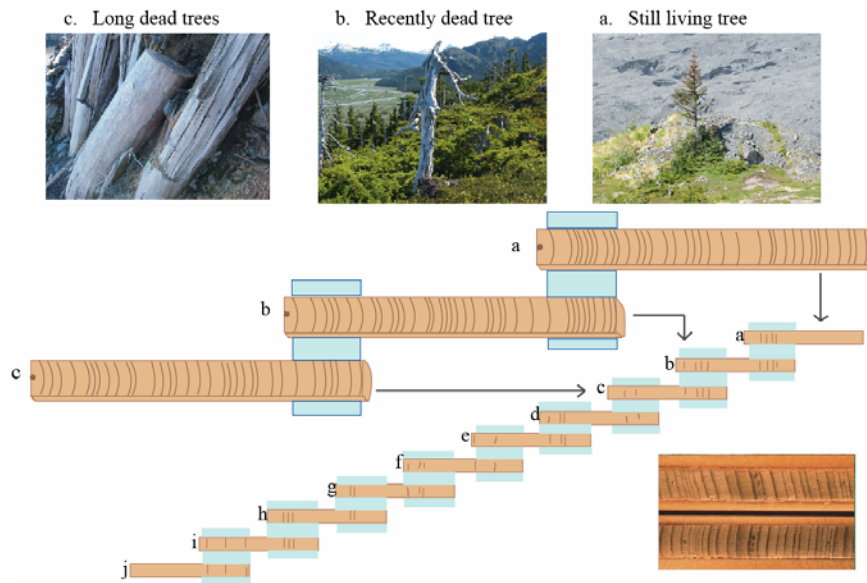 c. Long dead trees
b. Recently dead tree
a. Still living tree
a
b
c
a
b
c
d
e
f
g
h
i
j